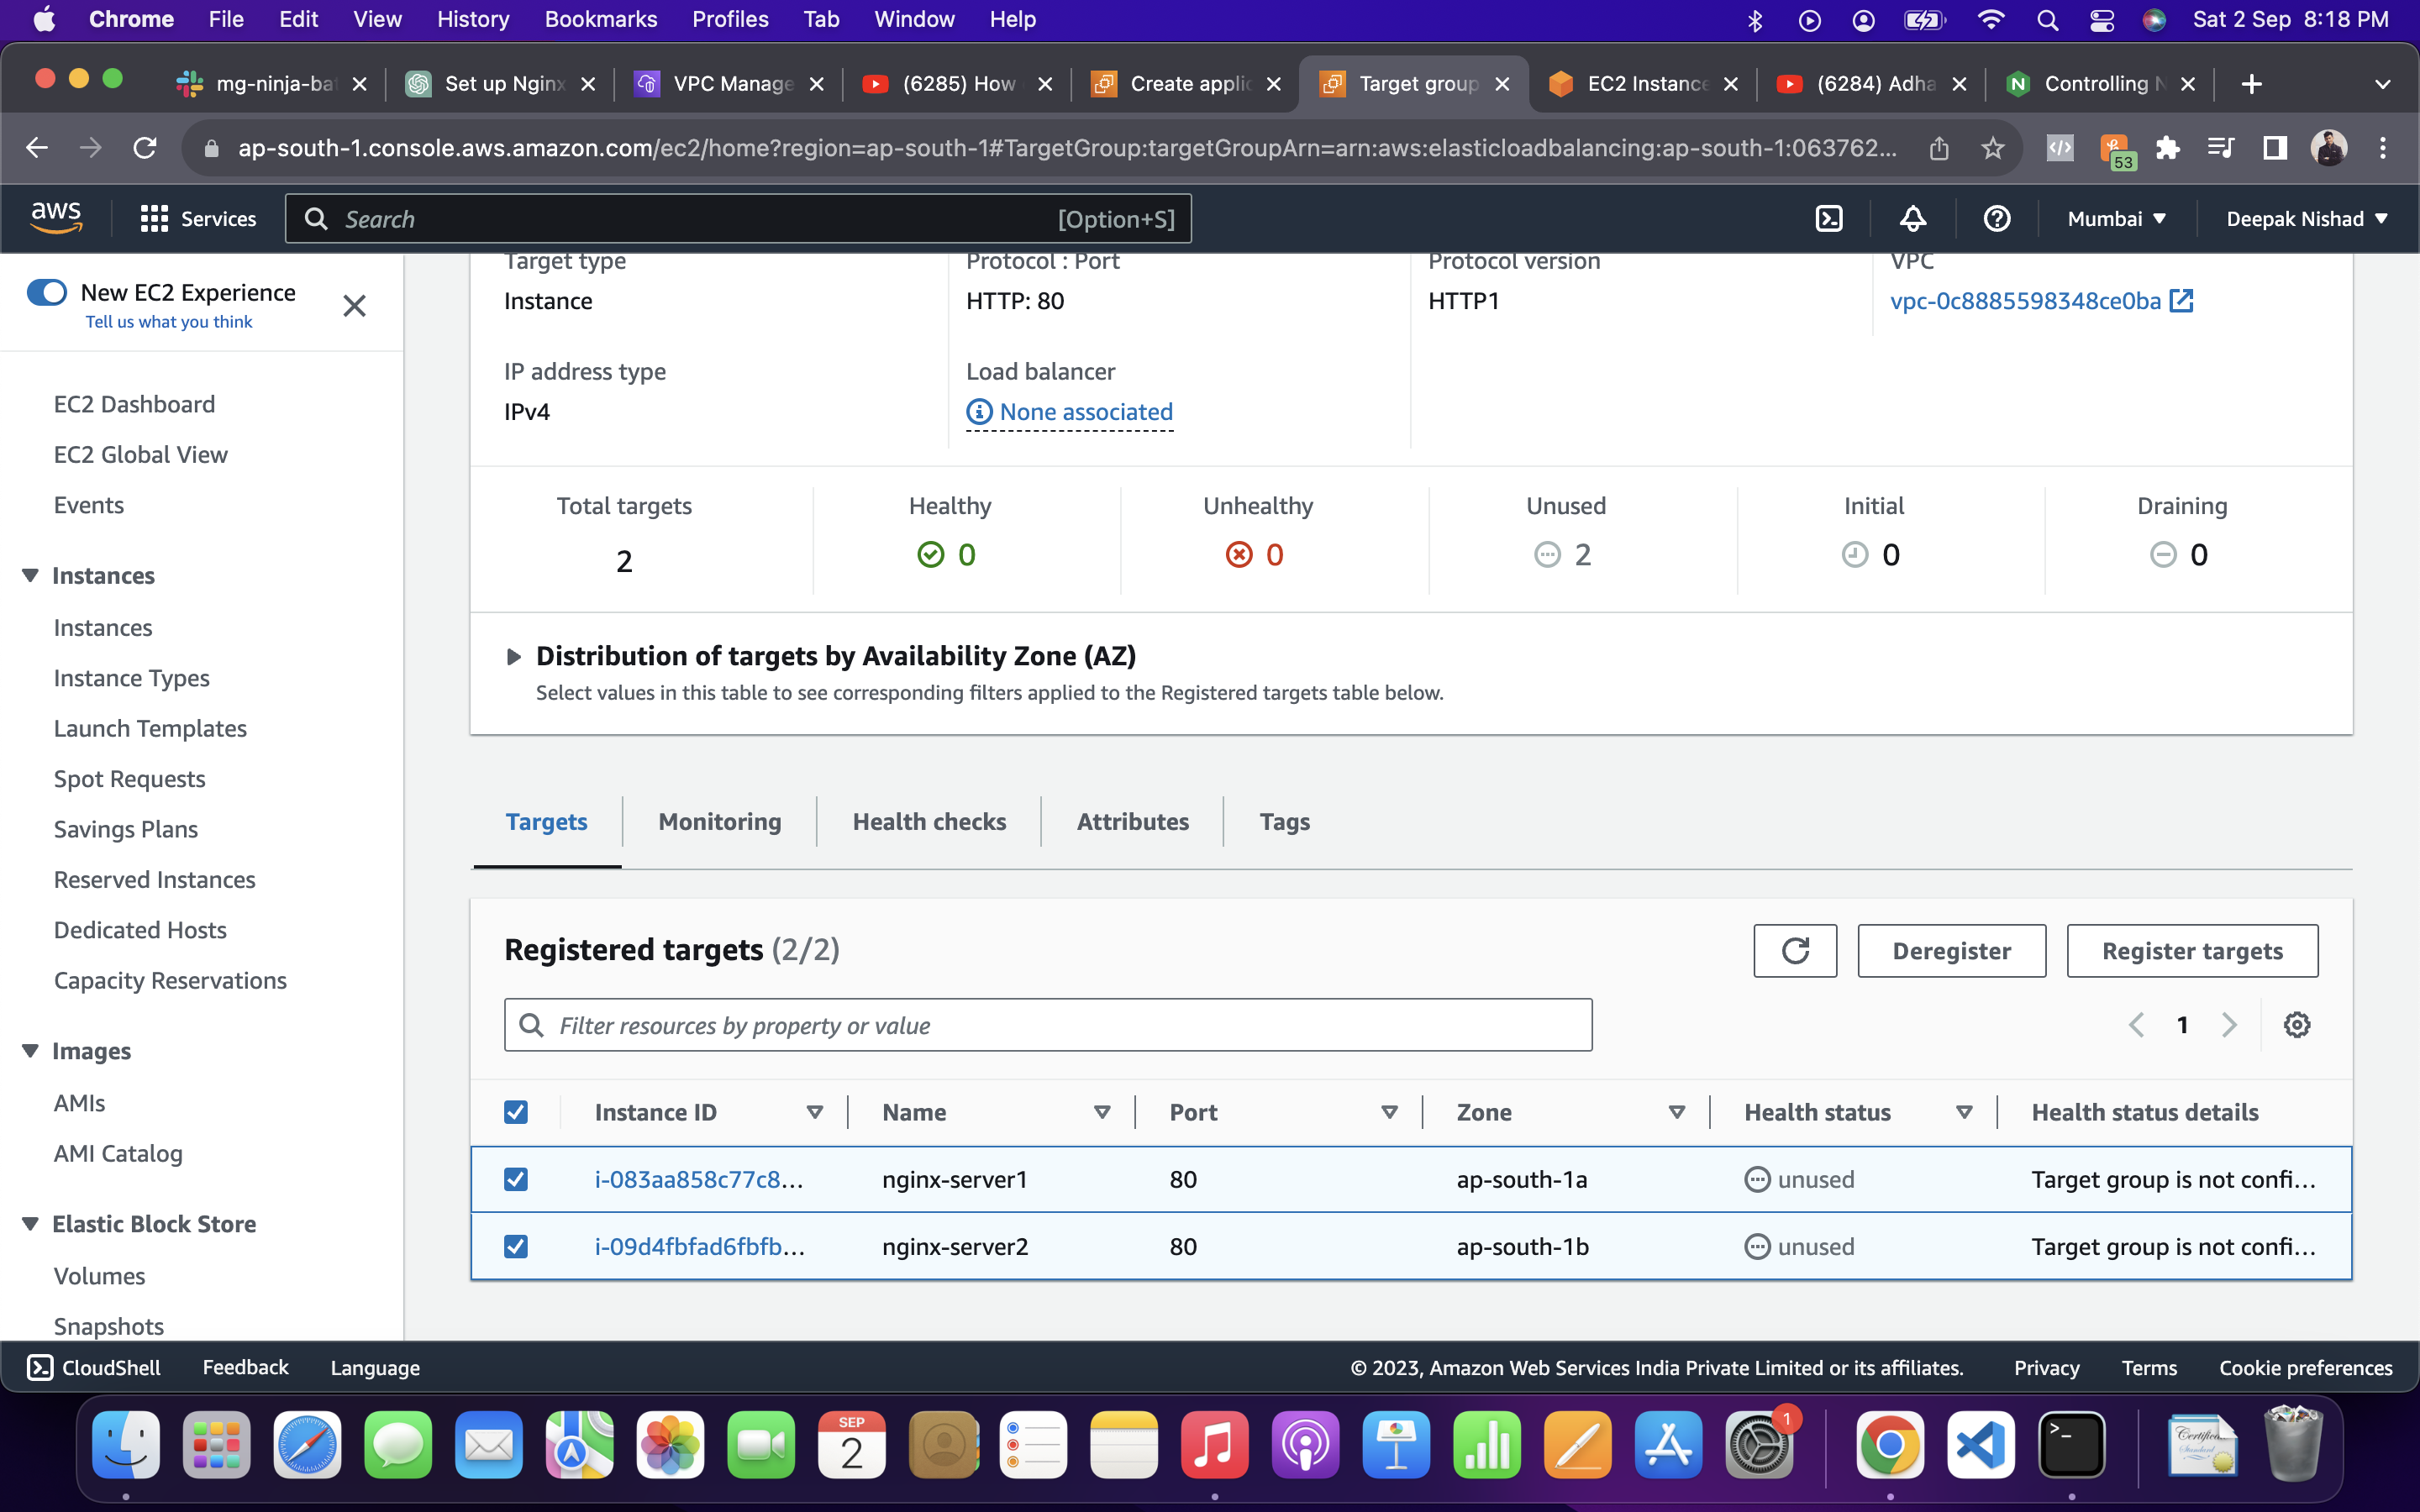 Chrome File Edit View History Bookmarks Profiles Tab Window Help Sat 2 Sep 8:18 PM
mg-ninja-bat Set up Nginx VPC Manage (6285) How Create applic Target group EC2 Instance (6284) Adha Controlling N
ap-south-1.console.aws.amazon.com/ec2/home?region=ap-south-1#TargetGroup:targetGroupArn=arn:aws:elasticloadbalancing:ap-south-1:063762... 53
aws Services Search [Option+S] Mumbai Deepak Nishad
New EC2 Experience
Tell us what you think
EC2 Dashboard
EC2 Global View
Events
Instances
Instances
Instance Types
Launch Templates
Spot Requests
Savings Plans
Reserved Instances
Dedicated Hosts
Capacity Reservations
Images
AMIs
AMI Catalog
Elastic Block Store
Volumes
Snapshots
Target type Protocol : Port Protocol version VPC
Instance HTTP: 80 HTTP1 vpc-0c8885598348ce0ba
IP address type Load balancer
IPv4 None associated
Total targets Healthy Unhealthy Unused Initial Draining
2 0 0 2 0 0
Distribution of targets by Availability Zone (AZ)
Select values in this table to see corresponding filters applied to the Registered targets table below.
Targets Monitoring Health checks Attributes Tags
Registered targets (2/2) Deregister Register targets
Filter resources by property or value 1
Instance ID Name Port Zone Health status Health status details
i-083aa858c77c8... nginx-server1 80 ap-south-1a unused Target group is not confi...
i-09d4fbfad6fbfb... nginx-server2 80 ap-south-1b unused Target group is not confi...
CloudShell Feedback Language © 2023, Amazon Web Services India Private Limited or its affiliates. Privacy Terms Cookie preferences
SEP
2
1